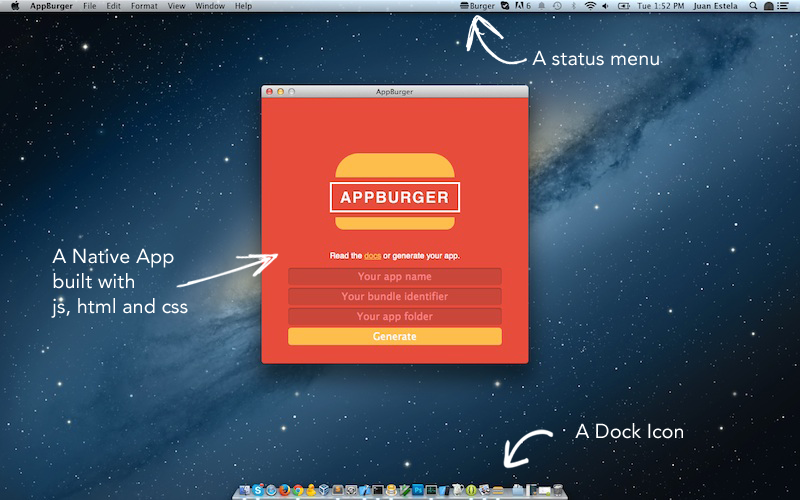 AppBurger File Edit Format View Window Help
Burger 6 Tue 1:52 PM Juan Estela
A status menu
AppBurger
APPBURGER
Read the docs or generate your app.
Your app name
Your bundle identifier
Your app folder
Generate
A Native App
built with
js, html and css
A Dock Icon